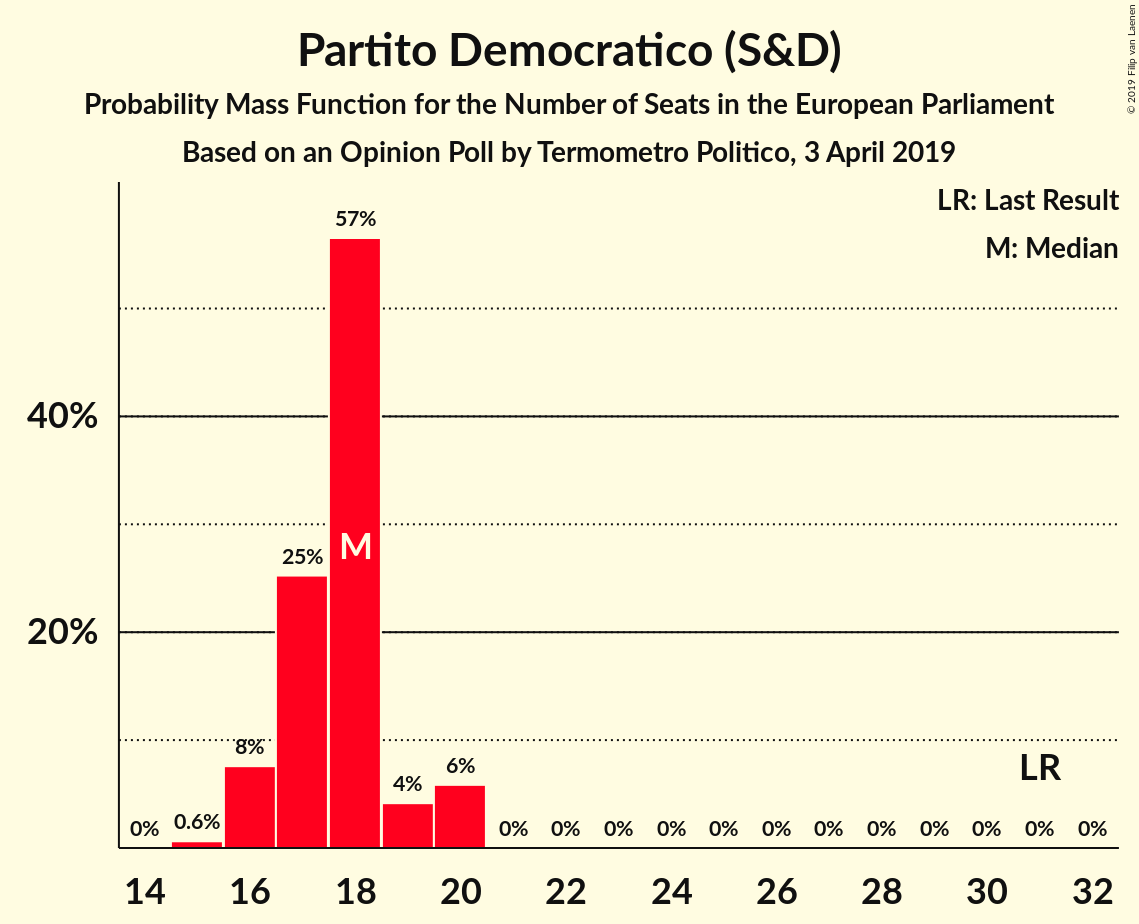 Partito Democratico (S&D)
Probability Mass Function for the Number of Seats in the European Parliament
Based on an Opinion Poll by Termometro Politico, 3 April 2019
© 2019 Filip van Laenen
LR: Last Result
M: Median
57%
40%
25%
M
20%
8%
6%
4%
LR
0%
0.6%
0% 0% 0% 0% 0% 0% 0% 0% 0% 0% 0% 0%
14 16 18 20 22 24 26 28 30 32